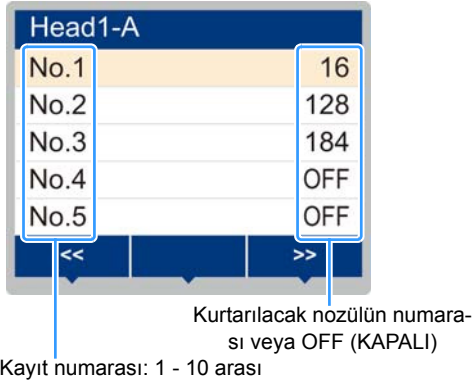 Head1-A
No.1 16
No.2 128
No.3 184
No.4 OFF
No.5 OFF
<< >>
Kurtarılacak nozülün numara-
sı veya OFF (KAPALI)
Kayıt numarası: 1 - 10 arası